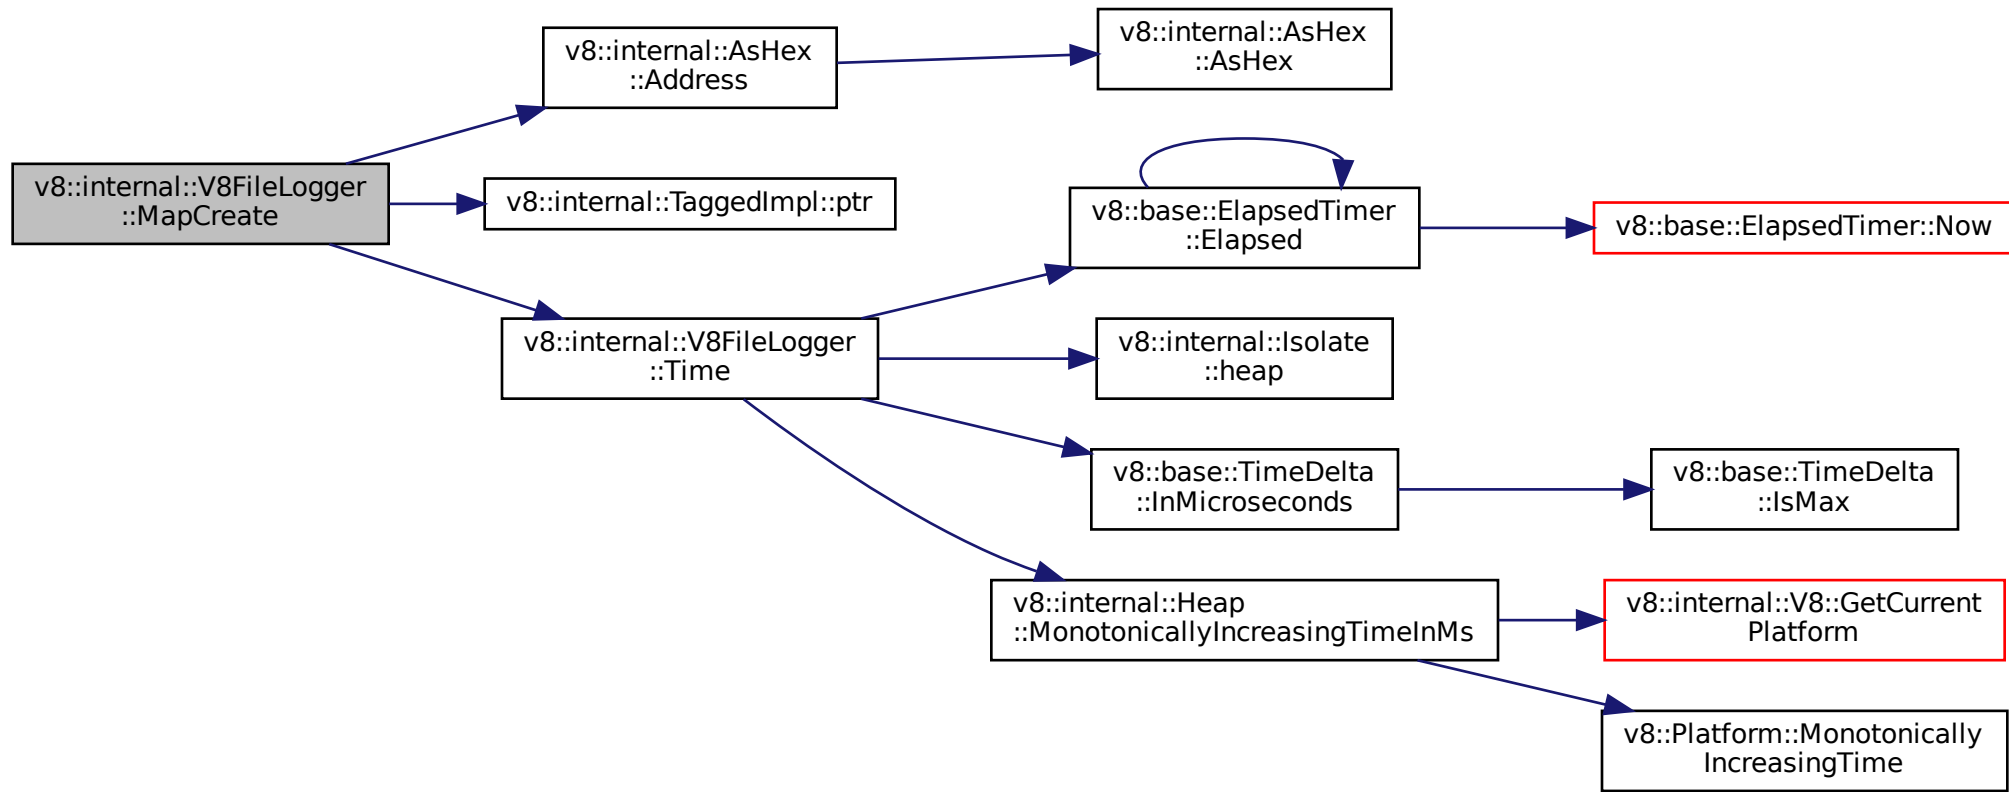 v8::internal::V8FileLogger
::MapCreate
v8::internal::AsHex
::Address
v8::internal::AsHex
::AsHex
v8::internal::TaggedImpl::ptr
v8::internal::V8FileLogger
::Time
v8::base::ElapsedTimer
::Elapsed
v8::base::ElapsedTimer::Now
v8::internal::Isolate
::heap
v8::base::TimeDelta
::InMicroseconds
v8::base::TimeDelta
::IsMax
v8::internal::Heap
::MonotonicallyIncreasingTimeInMs
v8::internal::V8::GetCurrent
Platform
v8::Platform::Monotonically
IncreasingTime